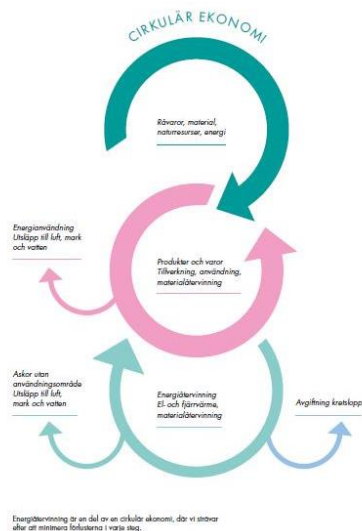 CIRKULÄR EKONOMI
Råvaror, material,
naturresurser, energi
Energianvändning
Utsläpp till luft, mark
och vatten
Produkter och varor
Tillverkning, användning,
materialåtervinning
Askor utan
användningsområde
Utsläpp till luft,
mark och vatten
Energiåtervinning
El- och fjärrvärme,
materialåtervinning
Avgiftning kretslopp
Energiåtervinning är en del av en cirkulär ekonomi, där vi strävar
efter att minimera förlusterna i varje steg.